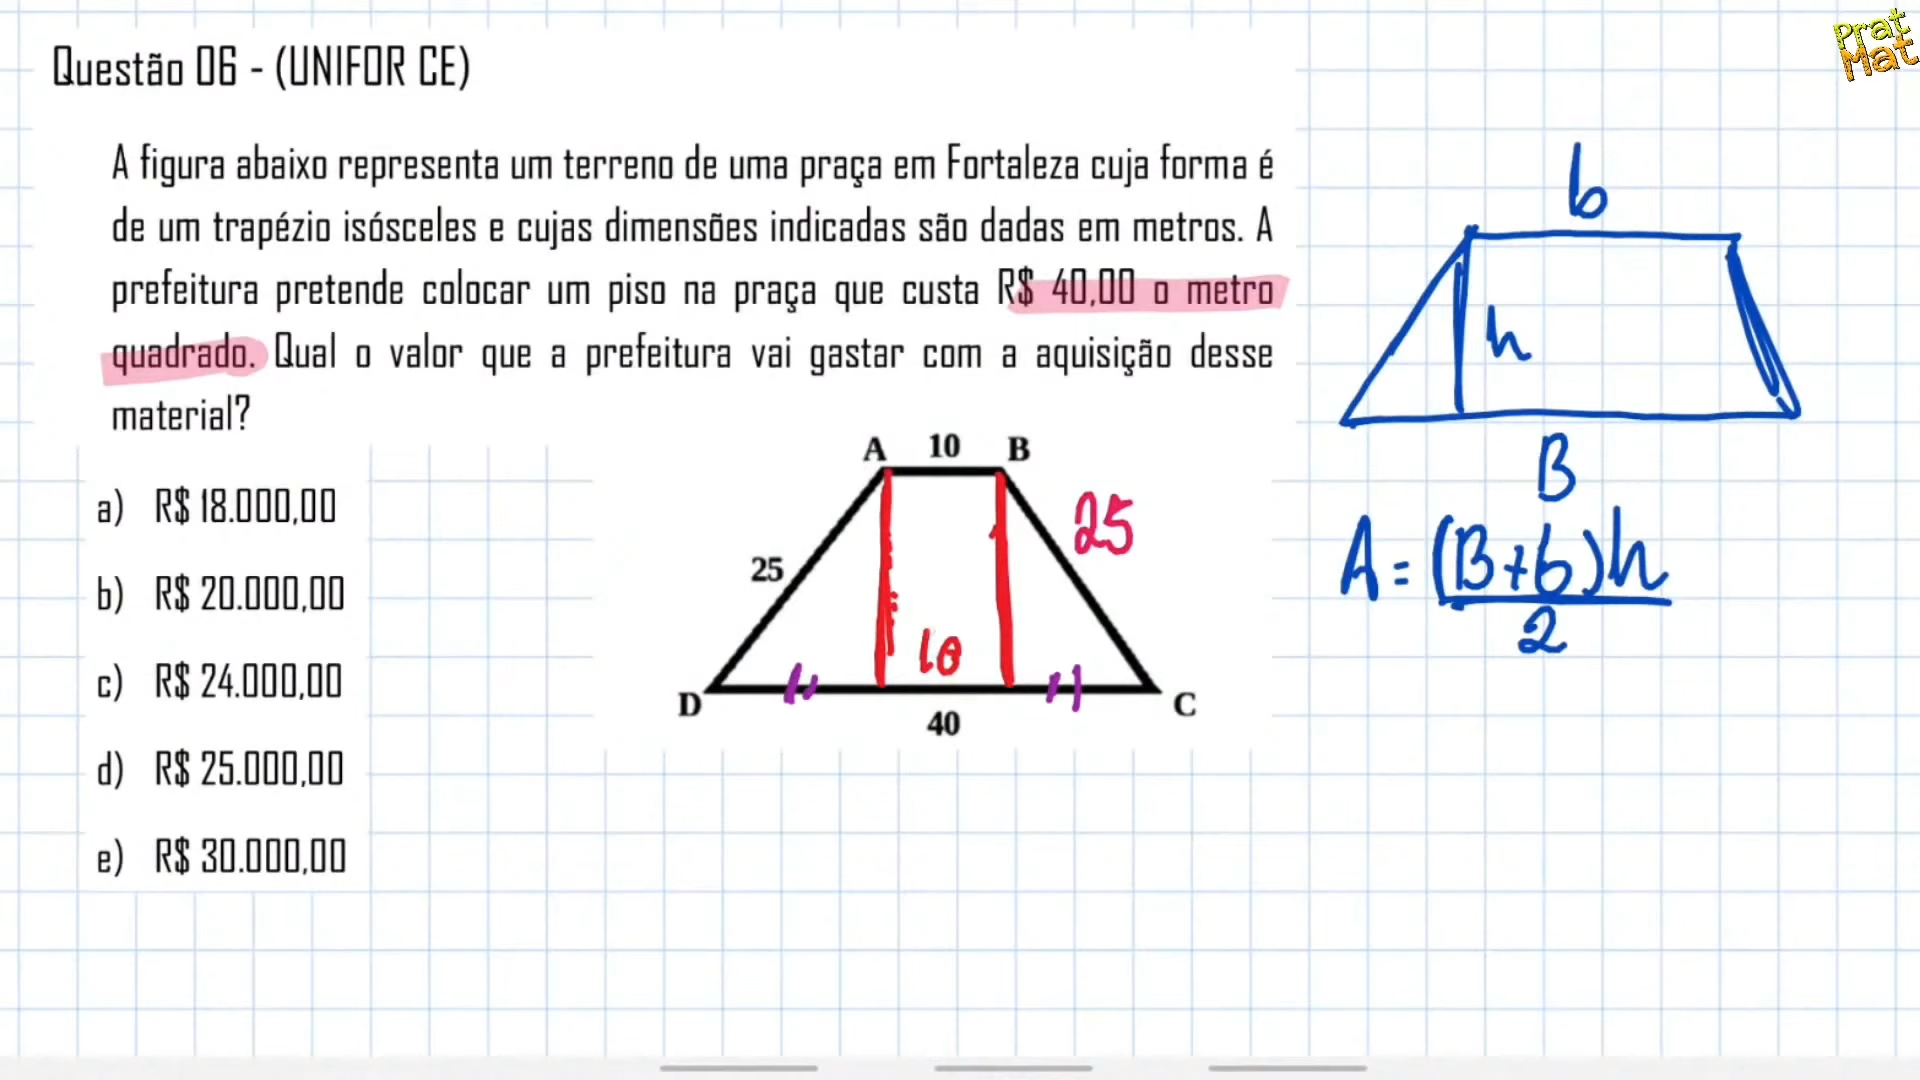 Questão 06 - (UNIFOR CE)
A figura abaixo representa um terreno de uma praça em Fortaleza cuja forma é
de um trapézio isósceles e cujas dimensões indicadas são dadas em metros. A
prefeitura pretende colocar um piso na praça que custa R$ 40,00 o metro
quadrado. Qual o valor que a prefeitura vai gastar com a aquisição desse
material?
a) R$ 18.000,00
b) R$ 20.000,00
c) R$ 24.000,00
d) R$ 25.000,00
e) R$ 30.000,00
A 10 B
25 25
10
D C
40
b
h
B
A = (B+b)h
2
Prat
Mat